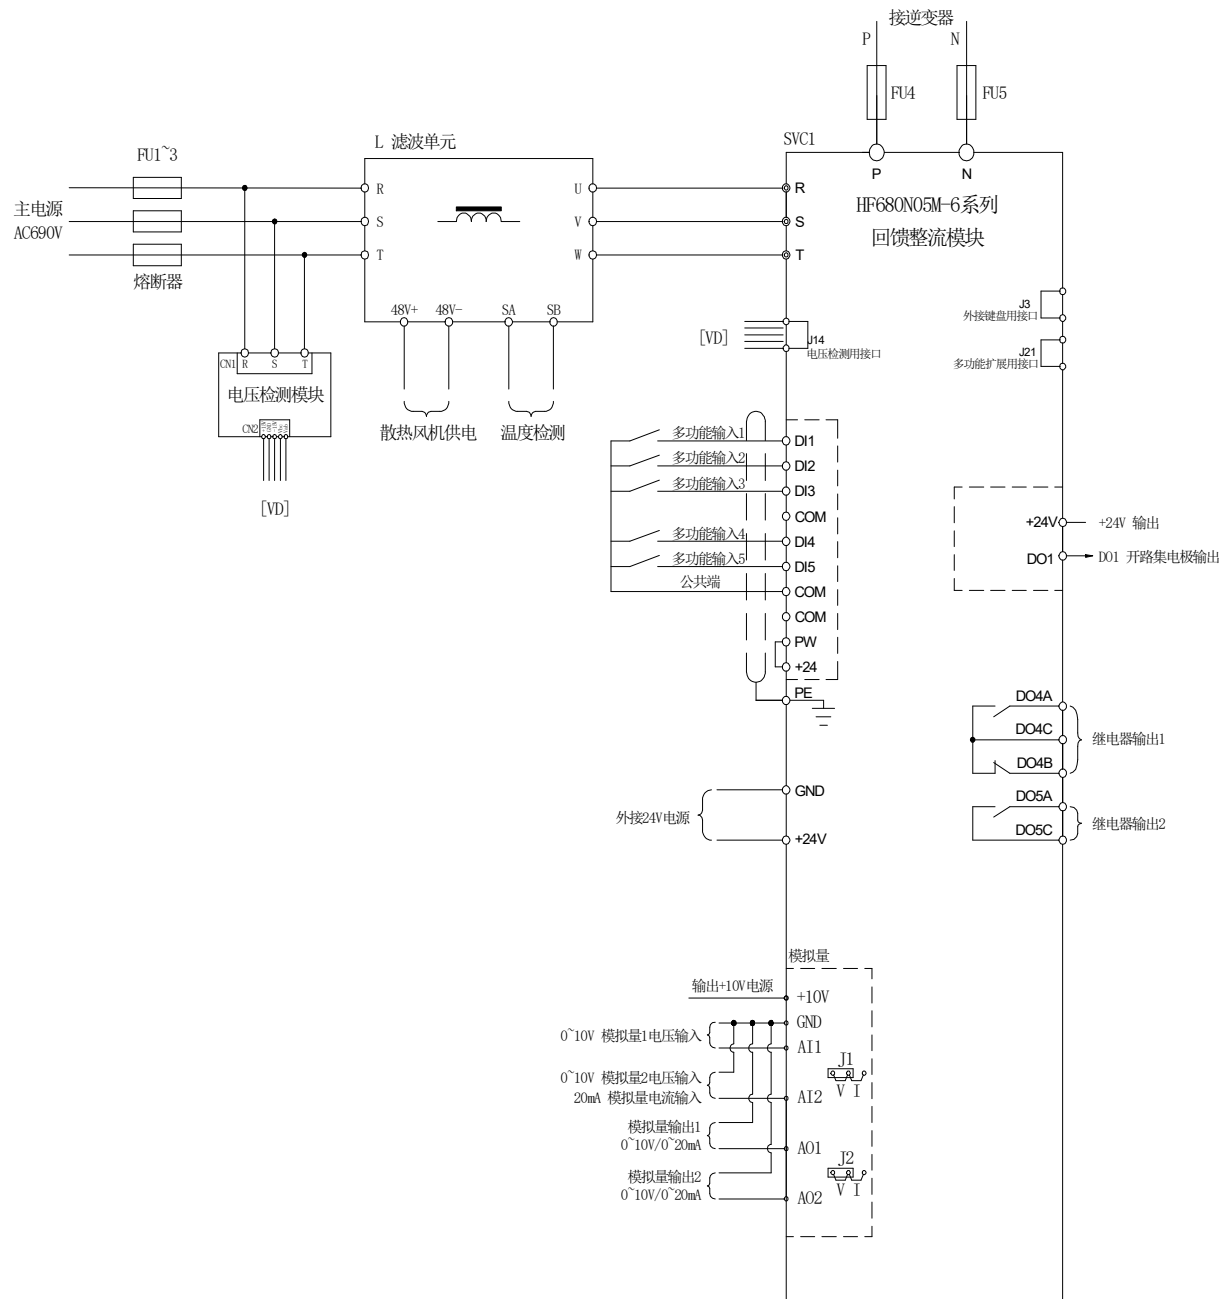 接逆变器
P
N
FU4
FU5
SVC1
P
N
HF680N05M-6系列
回馈整流模块
FU1~3
L 滤波单元
主电源
AC690V
熔断器
R
S
T
U
V
W
R
S
T
48V+
48V-
SA
SB
散热风机供电
温度检测
CN1
R
S
T
电压检测模块
CN2
[VD]
[VD]
J14
电压检测用接口
J3
外接键盘用接口
J21
多功能扩展用接口
多功能输入1
DI1
多功能输入2
DI2
多功能输入3
DI3
COM
多功能输入4
DI4
多功能输入5
DI5
公共端
COM
COM
PW
+24
PE
+24V
+24V 输出
DO1
DO1 开路集电极输出
DO4A
DO4C
DO4B
继电器输出1
DO5A
DO5C
继电器输出2
外接24V电源
GND
+24V
模拟量
输出+10V电源
+10V
GND
0~10V 模拟量1电压输入
AI1
0~10V 模拟量2电压输入
20mA 模拟量电流输入
AI2
J1
V I
模拟量输出1
0~10V/0~20mA
AO1
J2
V I
模拟量输出2
0~10V/0~20mA
AO2